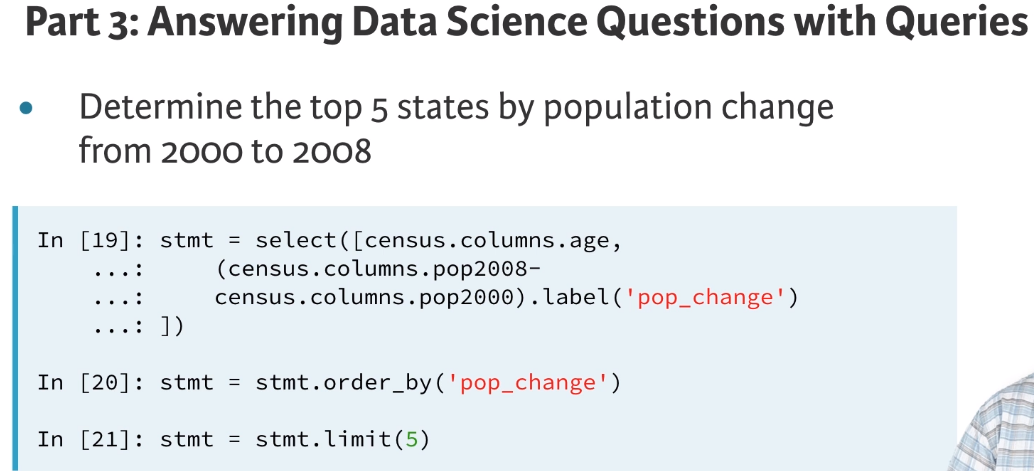 Part 3: Answering Data Science Questions with Queries
• Determine the top 5 states by population change
from 2000 to 2008
In [19]: stmt = select([census.columns.age,
    ...:     (census.columns.pop2008-
    ...:     census.columns.pop2000).label('pop_change')
    ...: ])
In [20]: stmt = stmt.order_by('pop_change')
In [21]: stmt = stmt.limit(5)